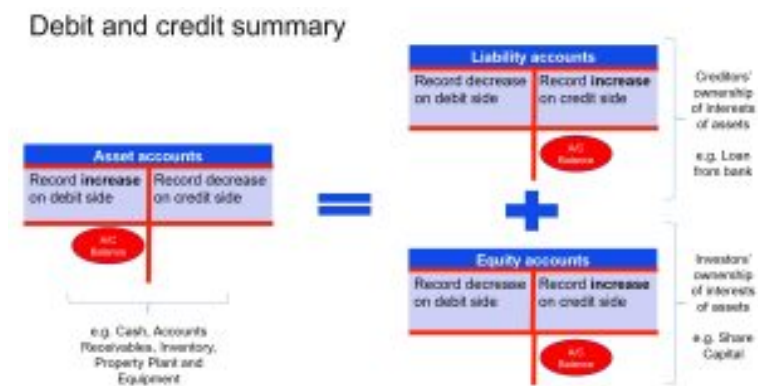 Debit and credit summary
Asset accounts
Record increase
on debit side
Record decrease
on credit side
A/C
Balance
e.g. Cash, Accounts
Receivables, Inventory,
Property Plant and
Equipment
=
Liability accounts
Record decrease
on debit side
Record increase
on credit side
A/C
Balance
Creditors'
ownership
of interests
of assets
e.g. Loan
from bank
+
Equity accounts
Record decrease
on debit side
Record increase
on credit side
A/C
Balance
Investors'
ownership
of interests
of assets
e.g. Share
Capital